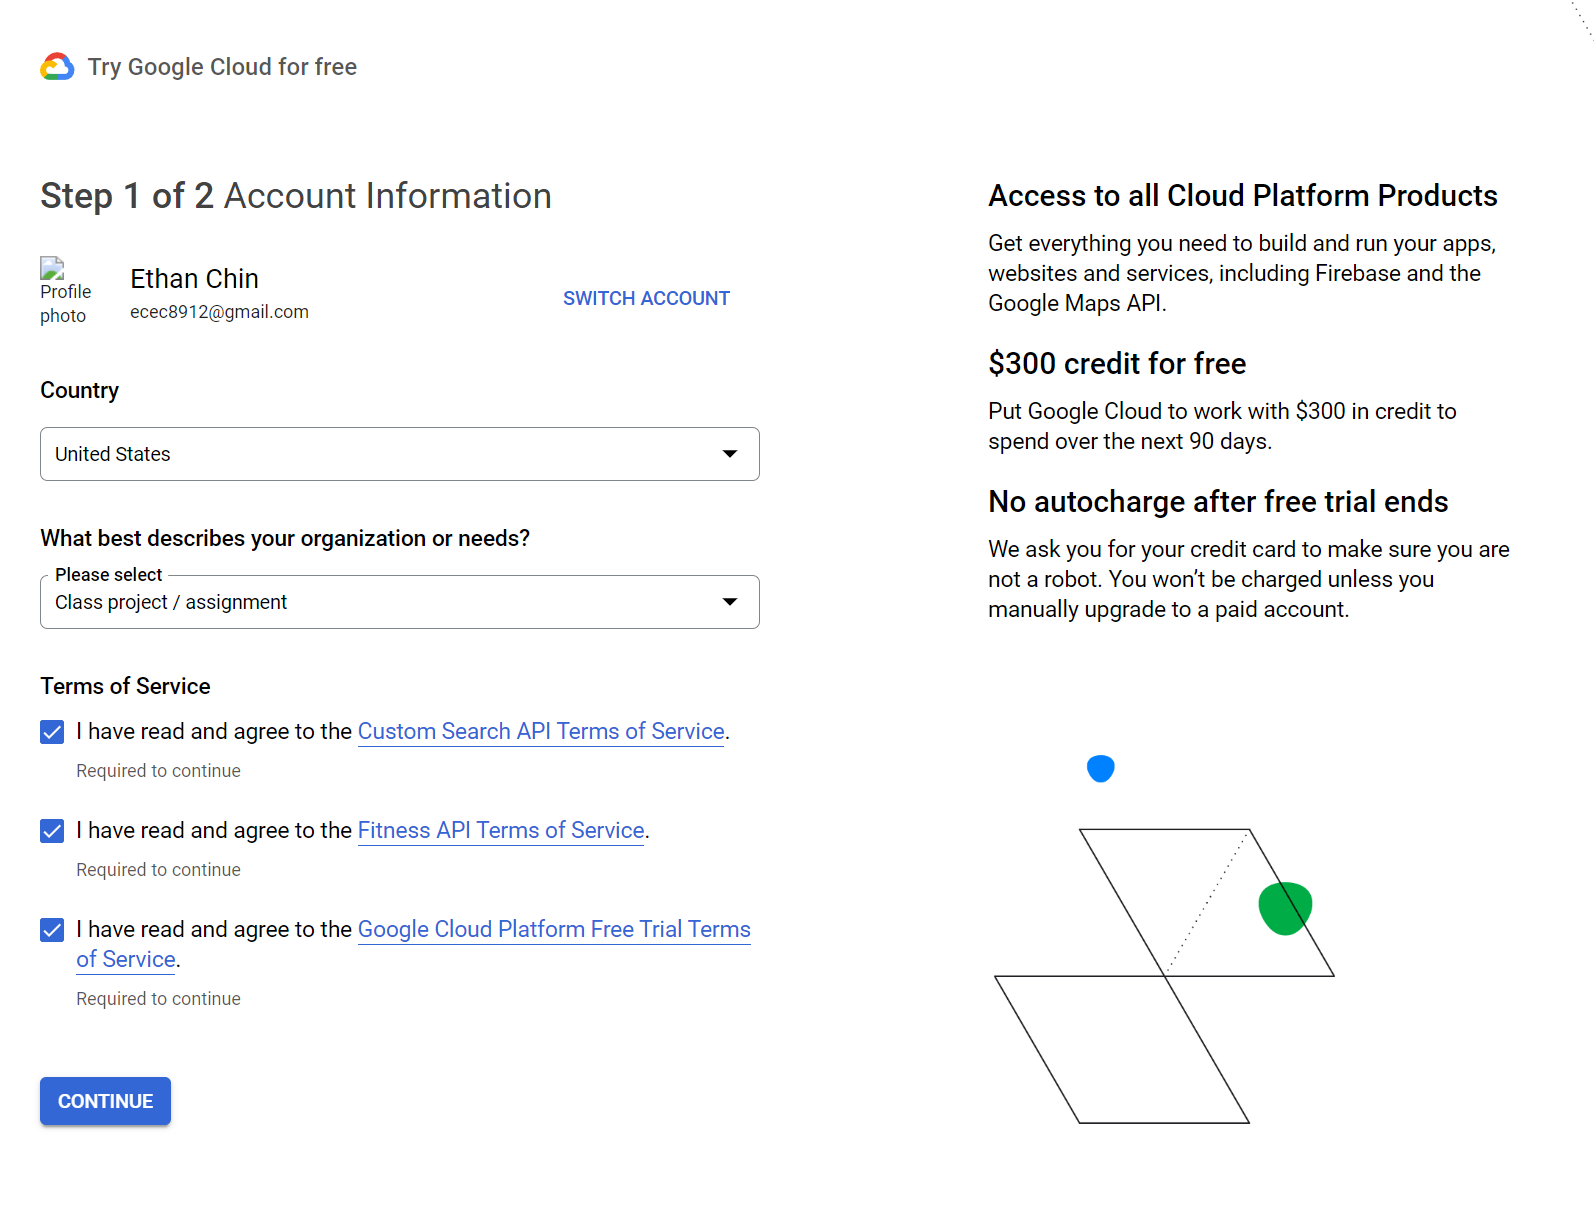 Try Google Cloud for free
Step 1 of 2 Account Information
Profile photo
Ethan Chin
ecec8912@gmail.com
SWITCH ACCOUNT
Country
United States
What best describes your organization or needs?
Please select
Class project / assignment
Terms of Service
I have read and agree to the Custom Search API Terms of Service.
Required to continue
I have read and agree to the Fitness API Terms of Service.
Required to continue
I have read and agree to the Google Cloud Platform Free Trial Terms
of Service.
Required to continue
CONTINUE
Access to all Cloud Platform Products
Get everything you need to build and run your apps,
websites and services, including Firebase and the
Google Maps API.
$300 credit for free
Put Google Cloud to work with $300 in credit to
spend over the next 90 days.
No autocharge after free trial ends
We ask you for your credit card to make sure you are
not a robot. You won’t be charged unless you
manually upgrade to a paid account.